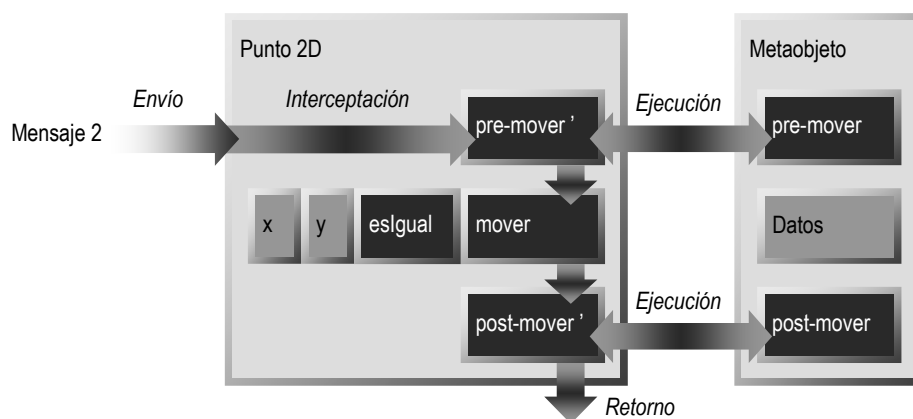 Punto 2D
Metaobjeto
Envío
Interceptación
Ejecución
Mensaje 2
pre-mover ’
pre-mover
x
y
esIgual
mover
Datos
Ejecución
post-mover ’
post-mover
Retorno